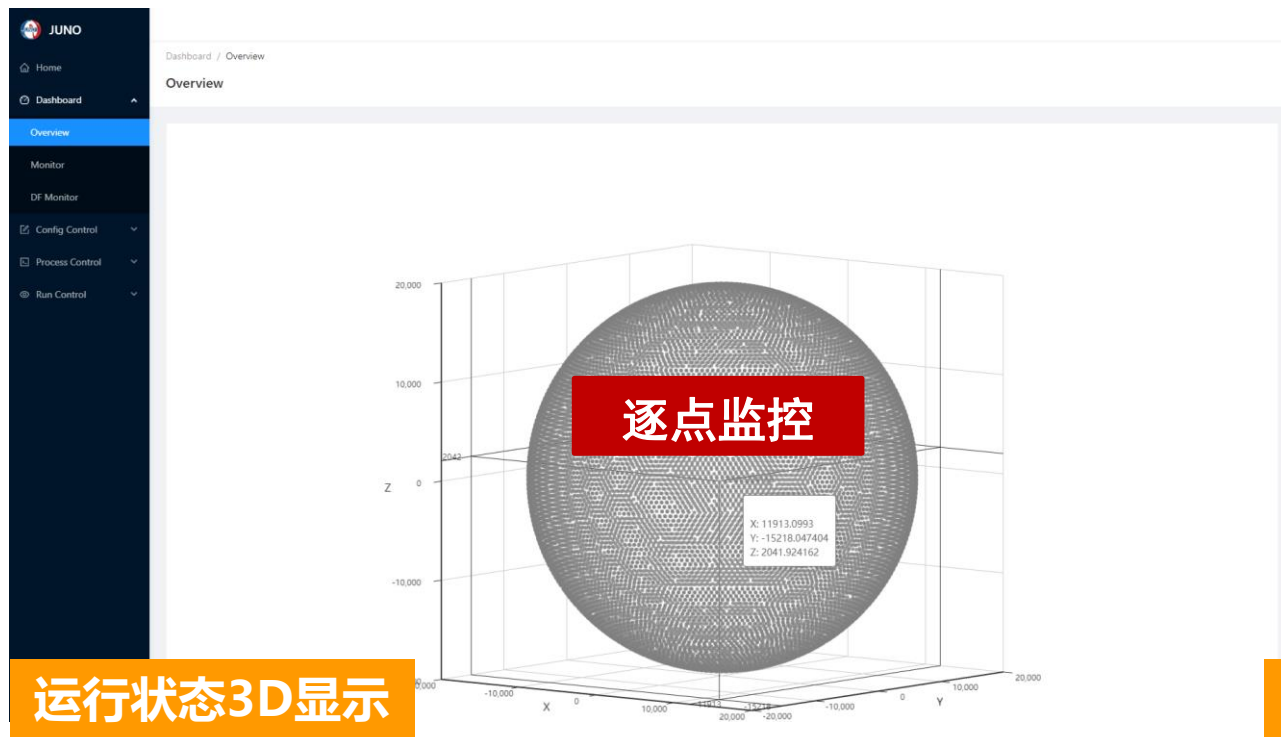 JUNO
Home
Dashboard
Overview
Monitor
DF Monitor
Config Control
Process Control
Run Control
Dashboard / Overview
Overview
20,000
10,000
2042
Z
0
-10,000
逐点监控
X: 11913.0993
Y: -15218.047404
Z: 2041.924162
-10,000
X
0
10,000
11913
20,000
-15218
-20,000
-10,000
0
Y
10,000
20,000
运行状态3D显示